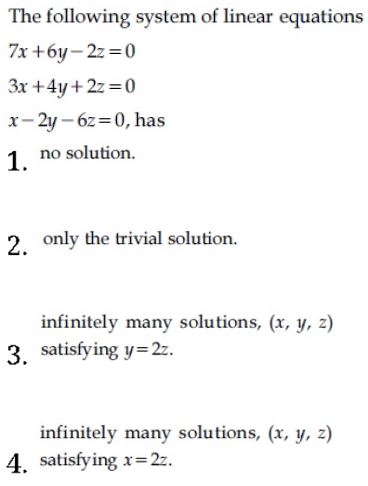 The following system of linear equations
7x+6y−2z=0
3x+4y+2z=0
x−2y−6z=0, has
1. no solution.
2. only the trivial solution.
infinitely many solutions, (x, y, z)
3. satisfying y=2z.
infinitely many solutions, (x, y, z)
4. satisfying x=2z.